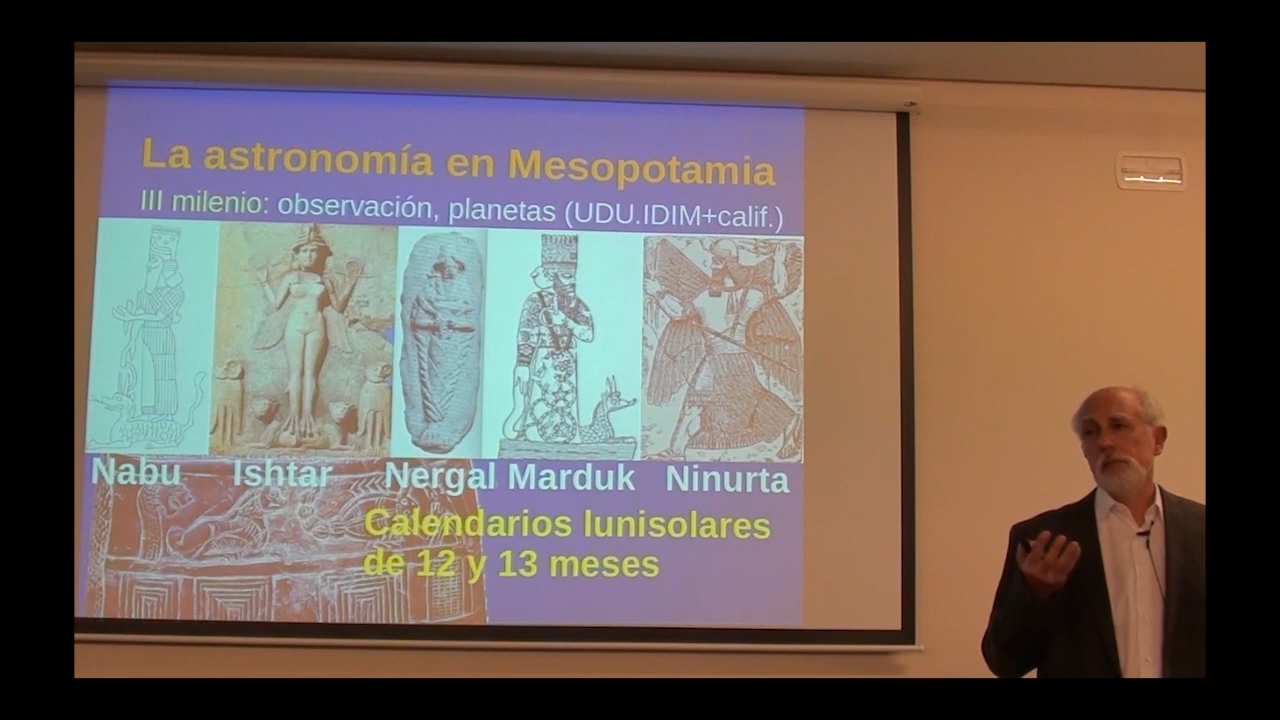 La astronomía en Mesopotamia
III milenio: observación, planetas (UDU.IDIM+calif.)
Nabu Ishtar Nergal Marduk Ninurta
Calendarios lunisolares
de 12 y 13 meses